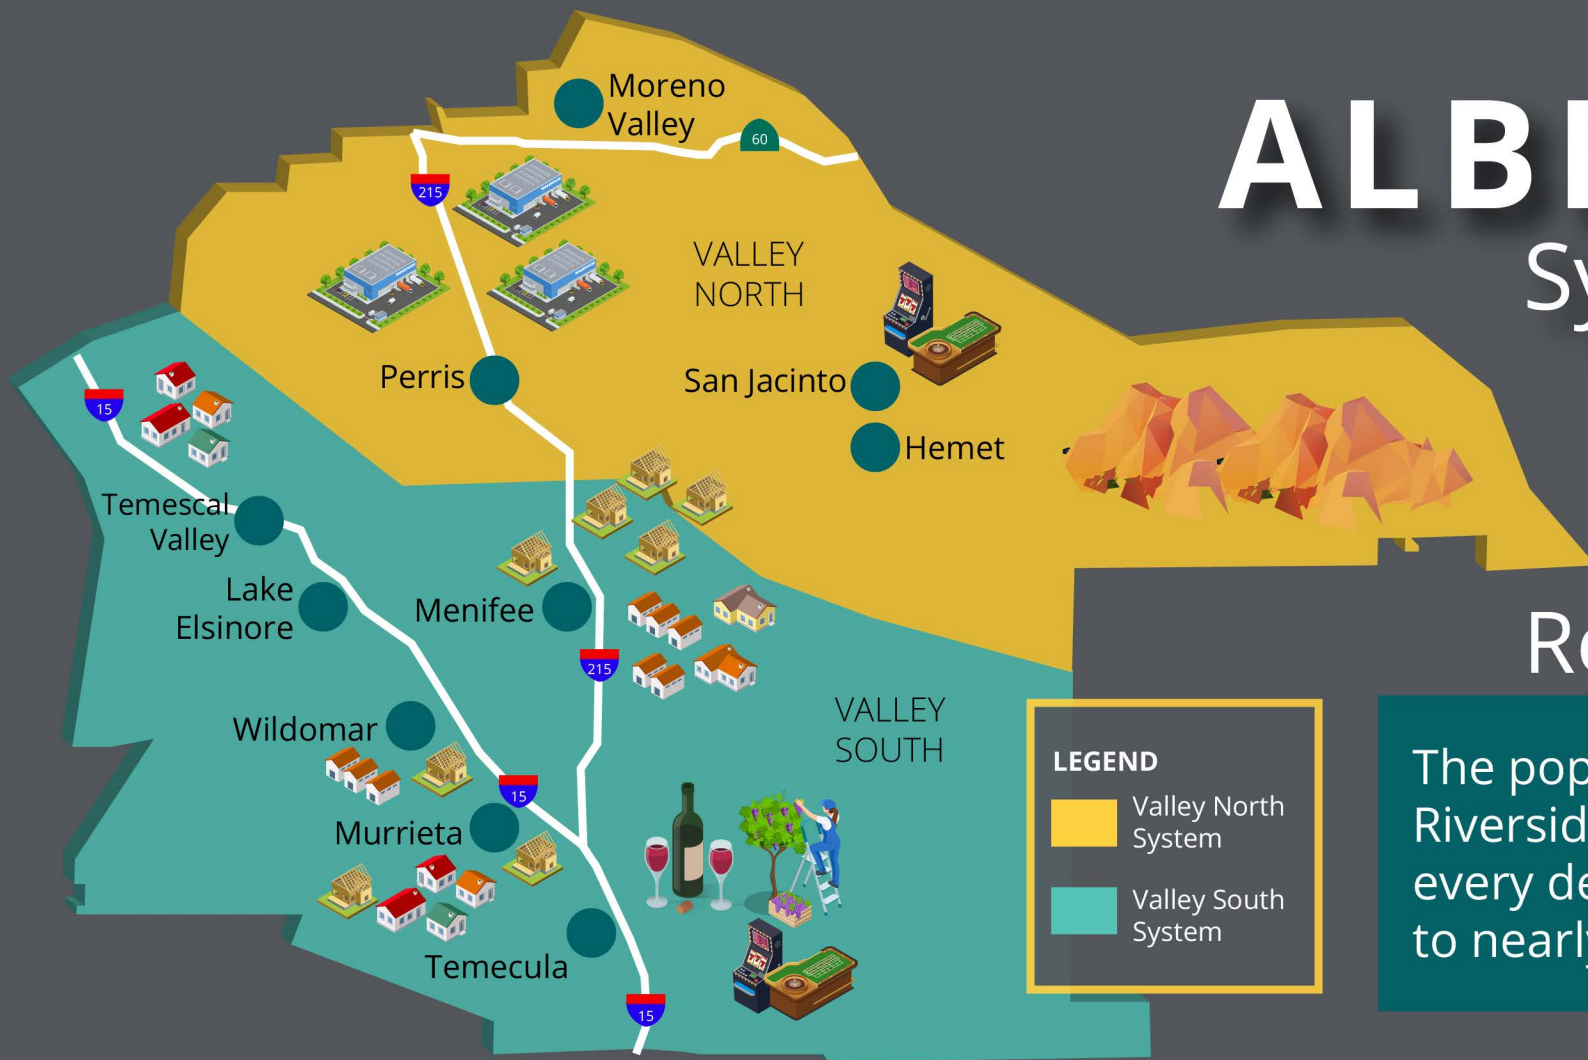 Moreno
Valley
60
215
VALLEY
NORTH
Perris
San Jacinto
Hemet
15
Temescal
Valley
Lake
Elsinore
Menifee
215
Wildomar
VALLEY
SOUTH
15
Murrieta
Temecula
15
LEGEND
Valley North
System
Valley South
System
ALB
Sy
R
The pop
Riversid
every de
to nearly